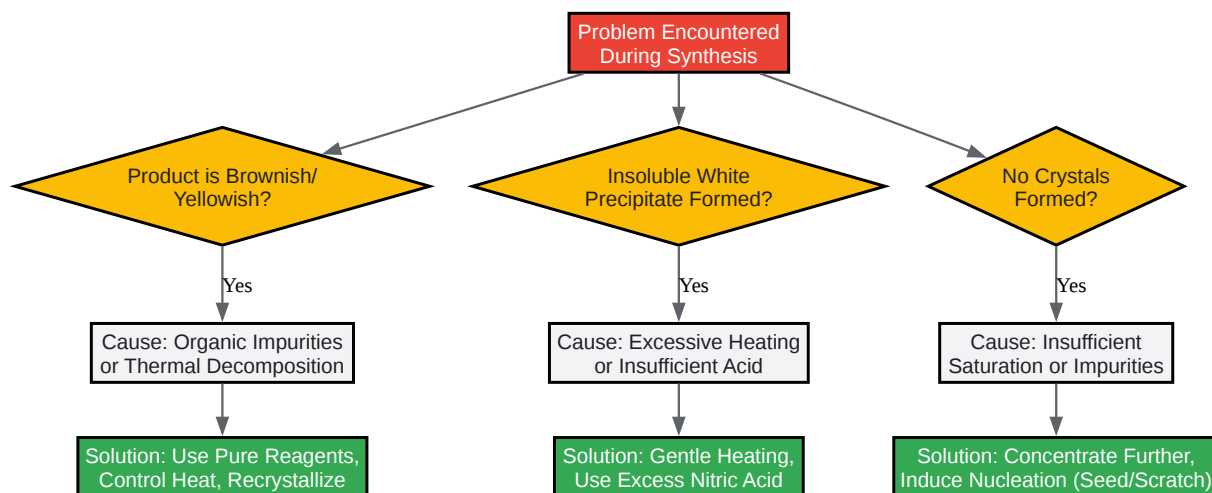 Problem Encountered
During Synthesis
Product is Brownish/
Yellowish?
Insoluble White
Precipitate Formed?
No Crystals
Formed?
Yes
Yes
Yes
Cause: Organic Impurities
or Thermal Decomposition
Cause: Excessive Heating
or Insufficient Acid
Cause: Insufficient
Saturation or Impurities
Solution: Use Pure Reagents,
Control Heat, Recrystallize
Solution: Gentle Heating,
Use Excess Nitric Acid
Solution: Concentrate Further,
Induce Nucleation (Seed/Scratch)